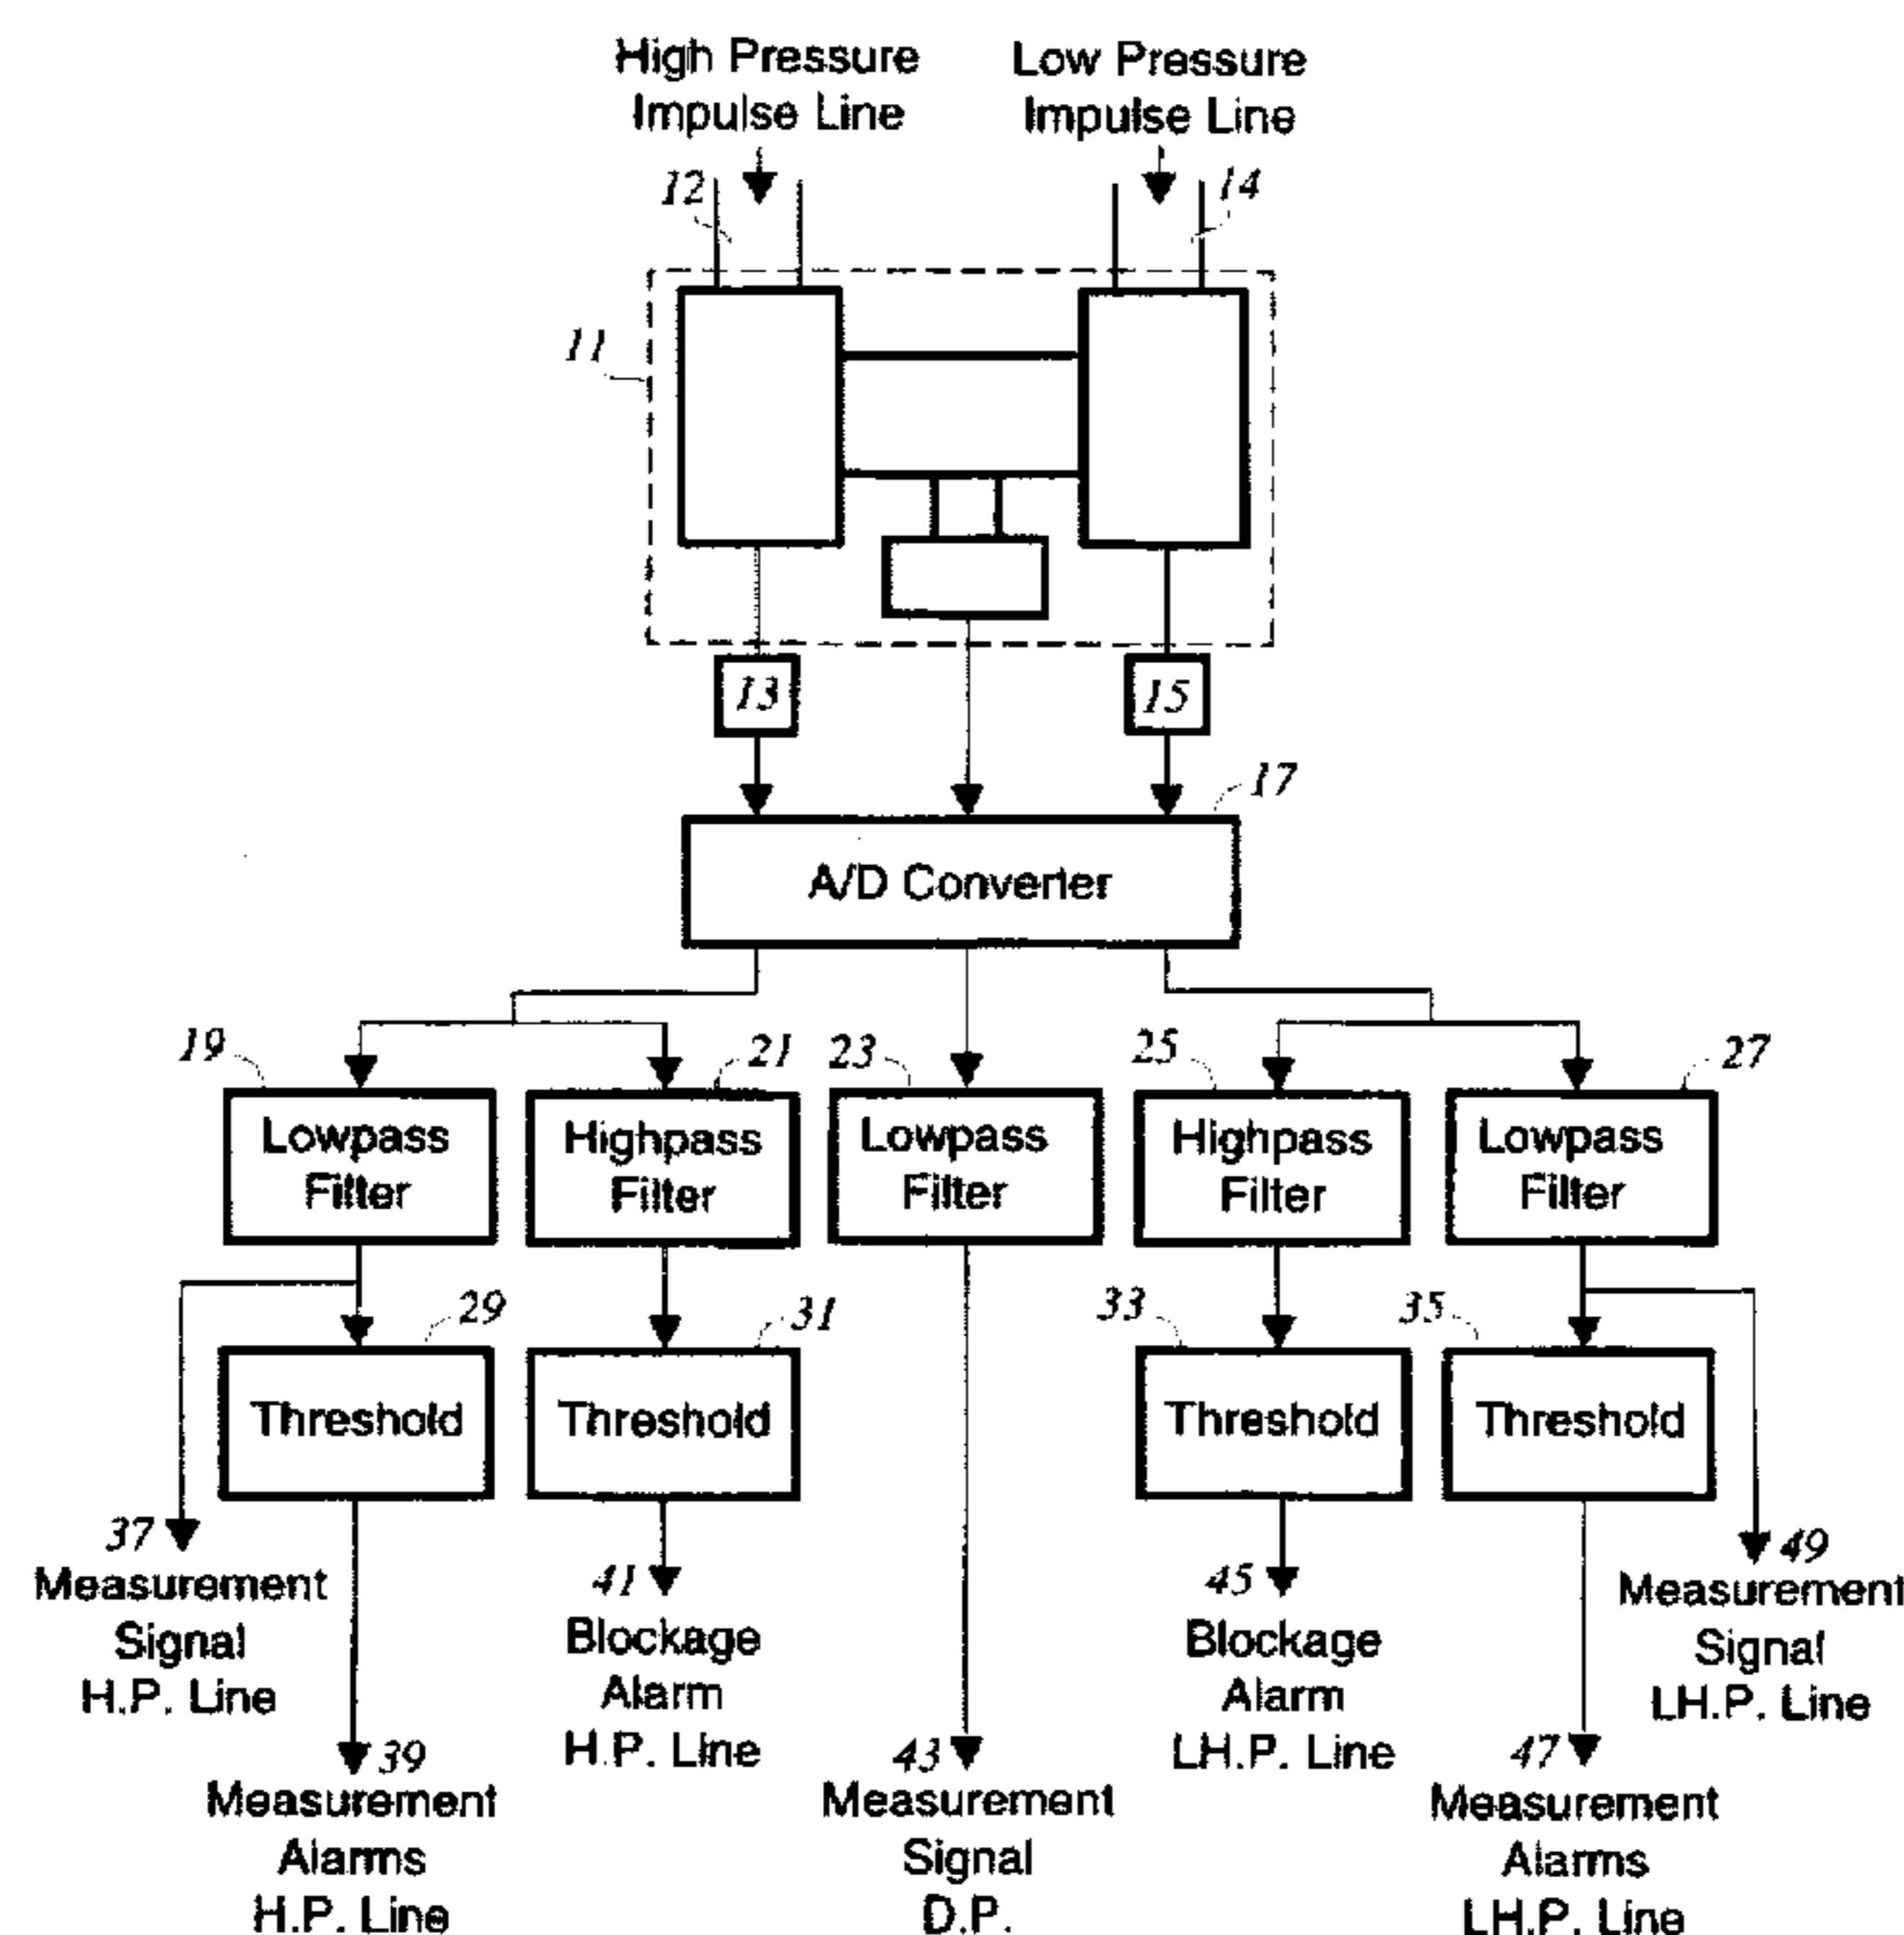 High Pressure
Impulse Line
Low Pressure
Impulse Line
12
14
11
13
15
17
A/D Converter
19
21
23
25
27
Lowpass
Filter
Highpass
Filter
Lowpass
Filter
Highpass
Filter
Lowpass
Filter
29
31
33
35
Threshold
Threshold
Threshold
Threshold
37
Measurement
Signal
H.P. Line
39
Measurement
Alarms
H.P. Line
41
Blockage
Alarm
H.P. Line
43
Measurement
Signal
D.P.
45
Blockage
Alarm
LH.P. Line
47
Measurement
Alarms
LH.P. Line
49
Measurement
Signal
LH.P. Line